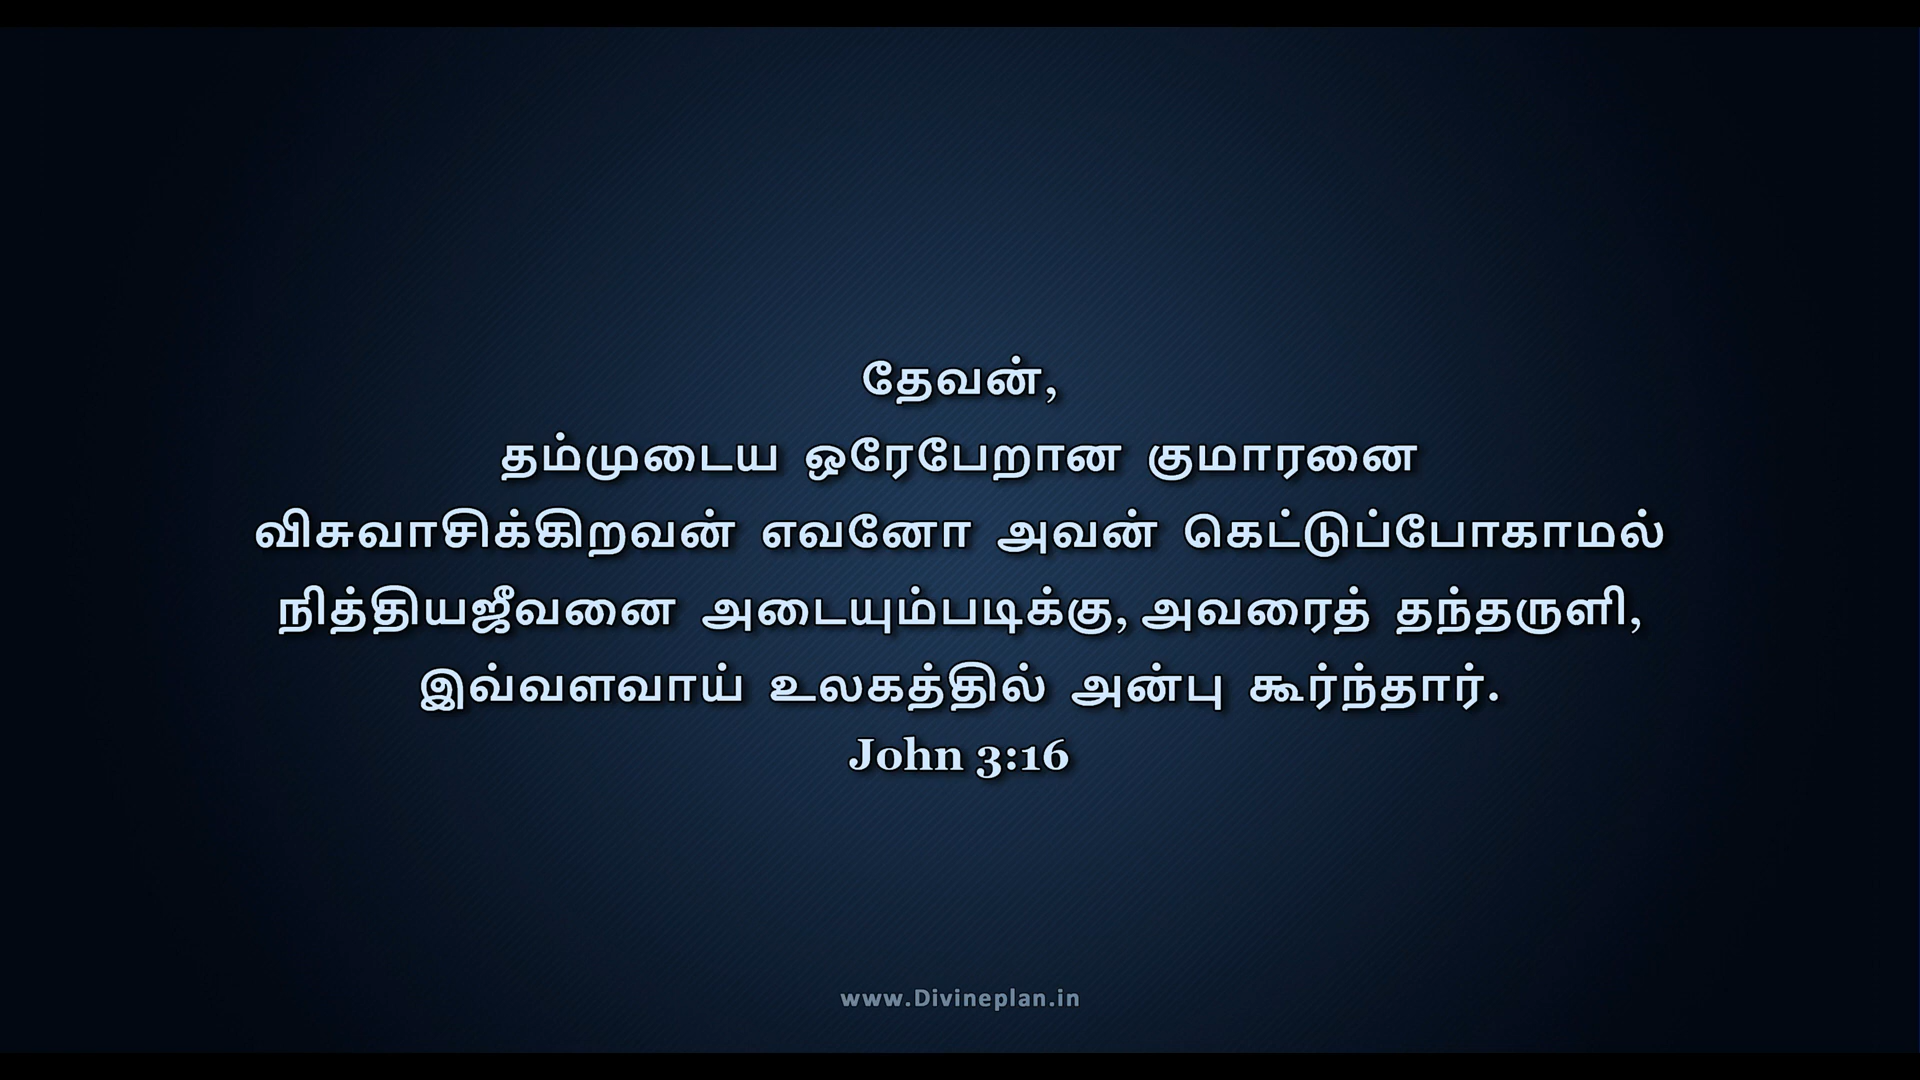 தேவன்,
தம்முடைய ஒரேபேறான குமாரனை
விசுவாசிக்கிறவன் எவனோ அவன் கெட்டுப்போகாமல்
நித்தியஜீவனை அடையும்படிக்கு, அவரைத் தந்தருளி,
இவ்வளவாய் உலகத்தில் அன்பு கூர்ந்தார்.
John 3:16
www.Divineplan.in